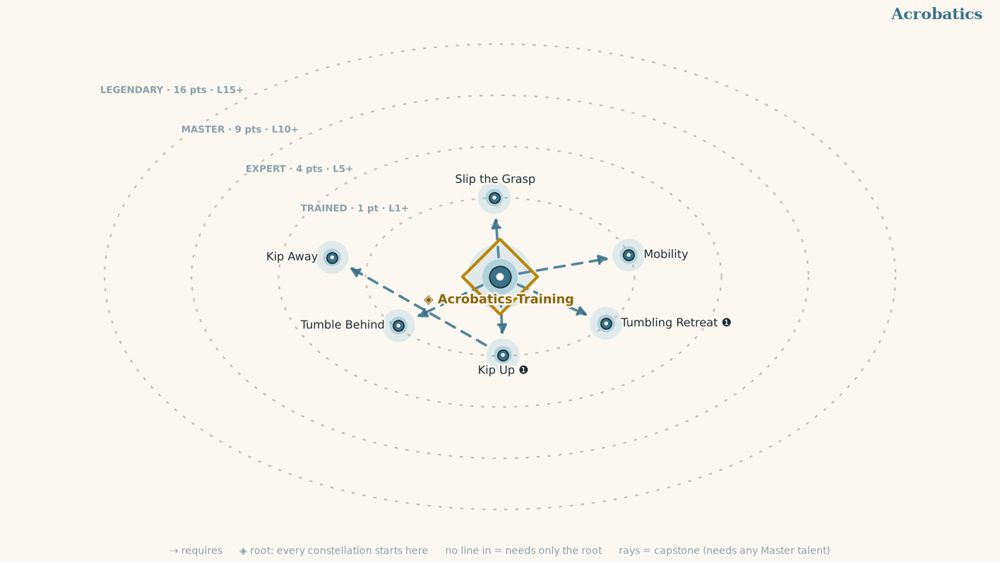 Acrobatics
LEGENDARY · 16 pts · L15+
MASTER · 9 pts · L10+
EXPERT · 4 pts · L5+
Slip the Grasp
TRAINED · 1 pt · L1+
Kip Away
Mobility
◈ Acrobatics Training
Tumble Behind
Tumbling Retreat ❶
Kip Up ❶
⇢ requires
◈ root: every constellation starts here
no line in = needs only the root
rays = capstone (needs any Master talent)